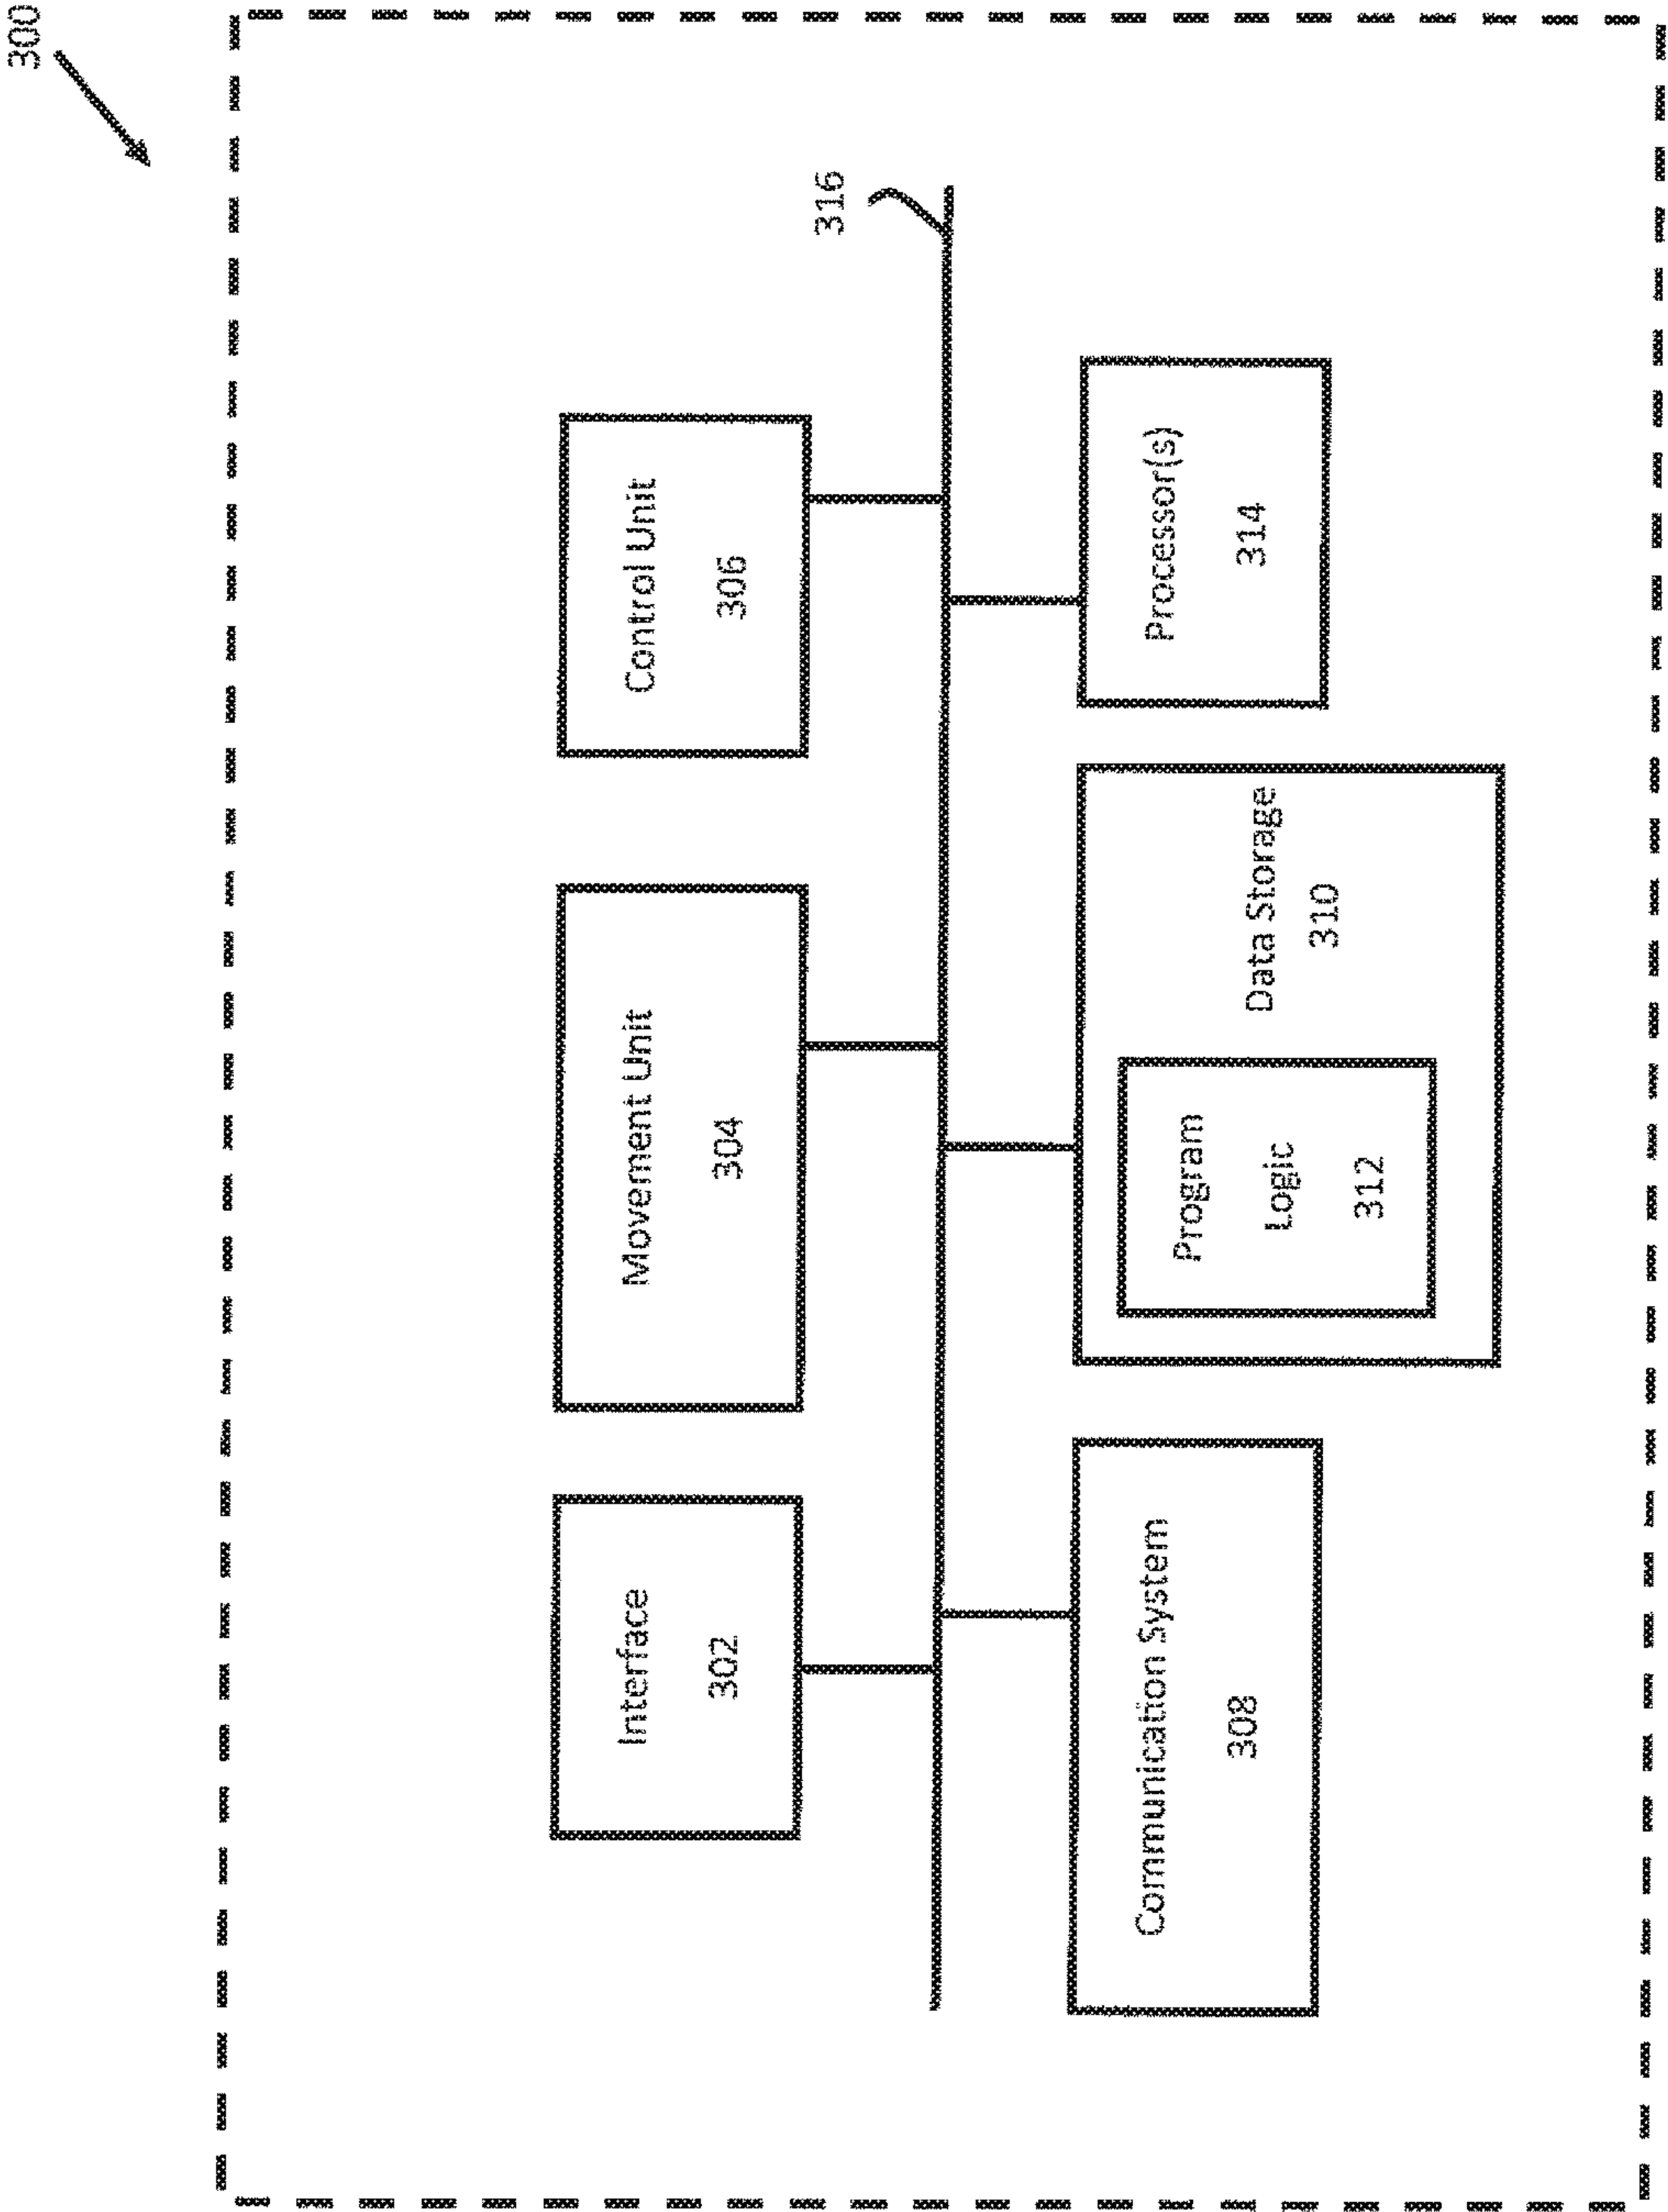 300
316
Interface
302
Movement Unit
304
Control Unit
306
Communication System
308
Program
Logic
312
Data Storage
310
Processor(s)
314